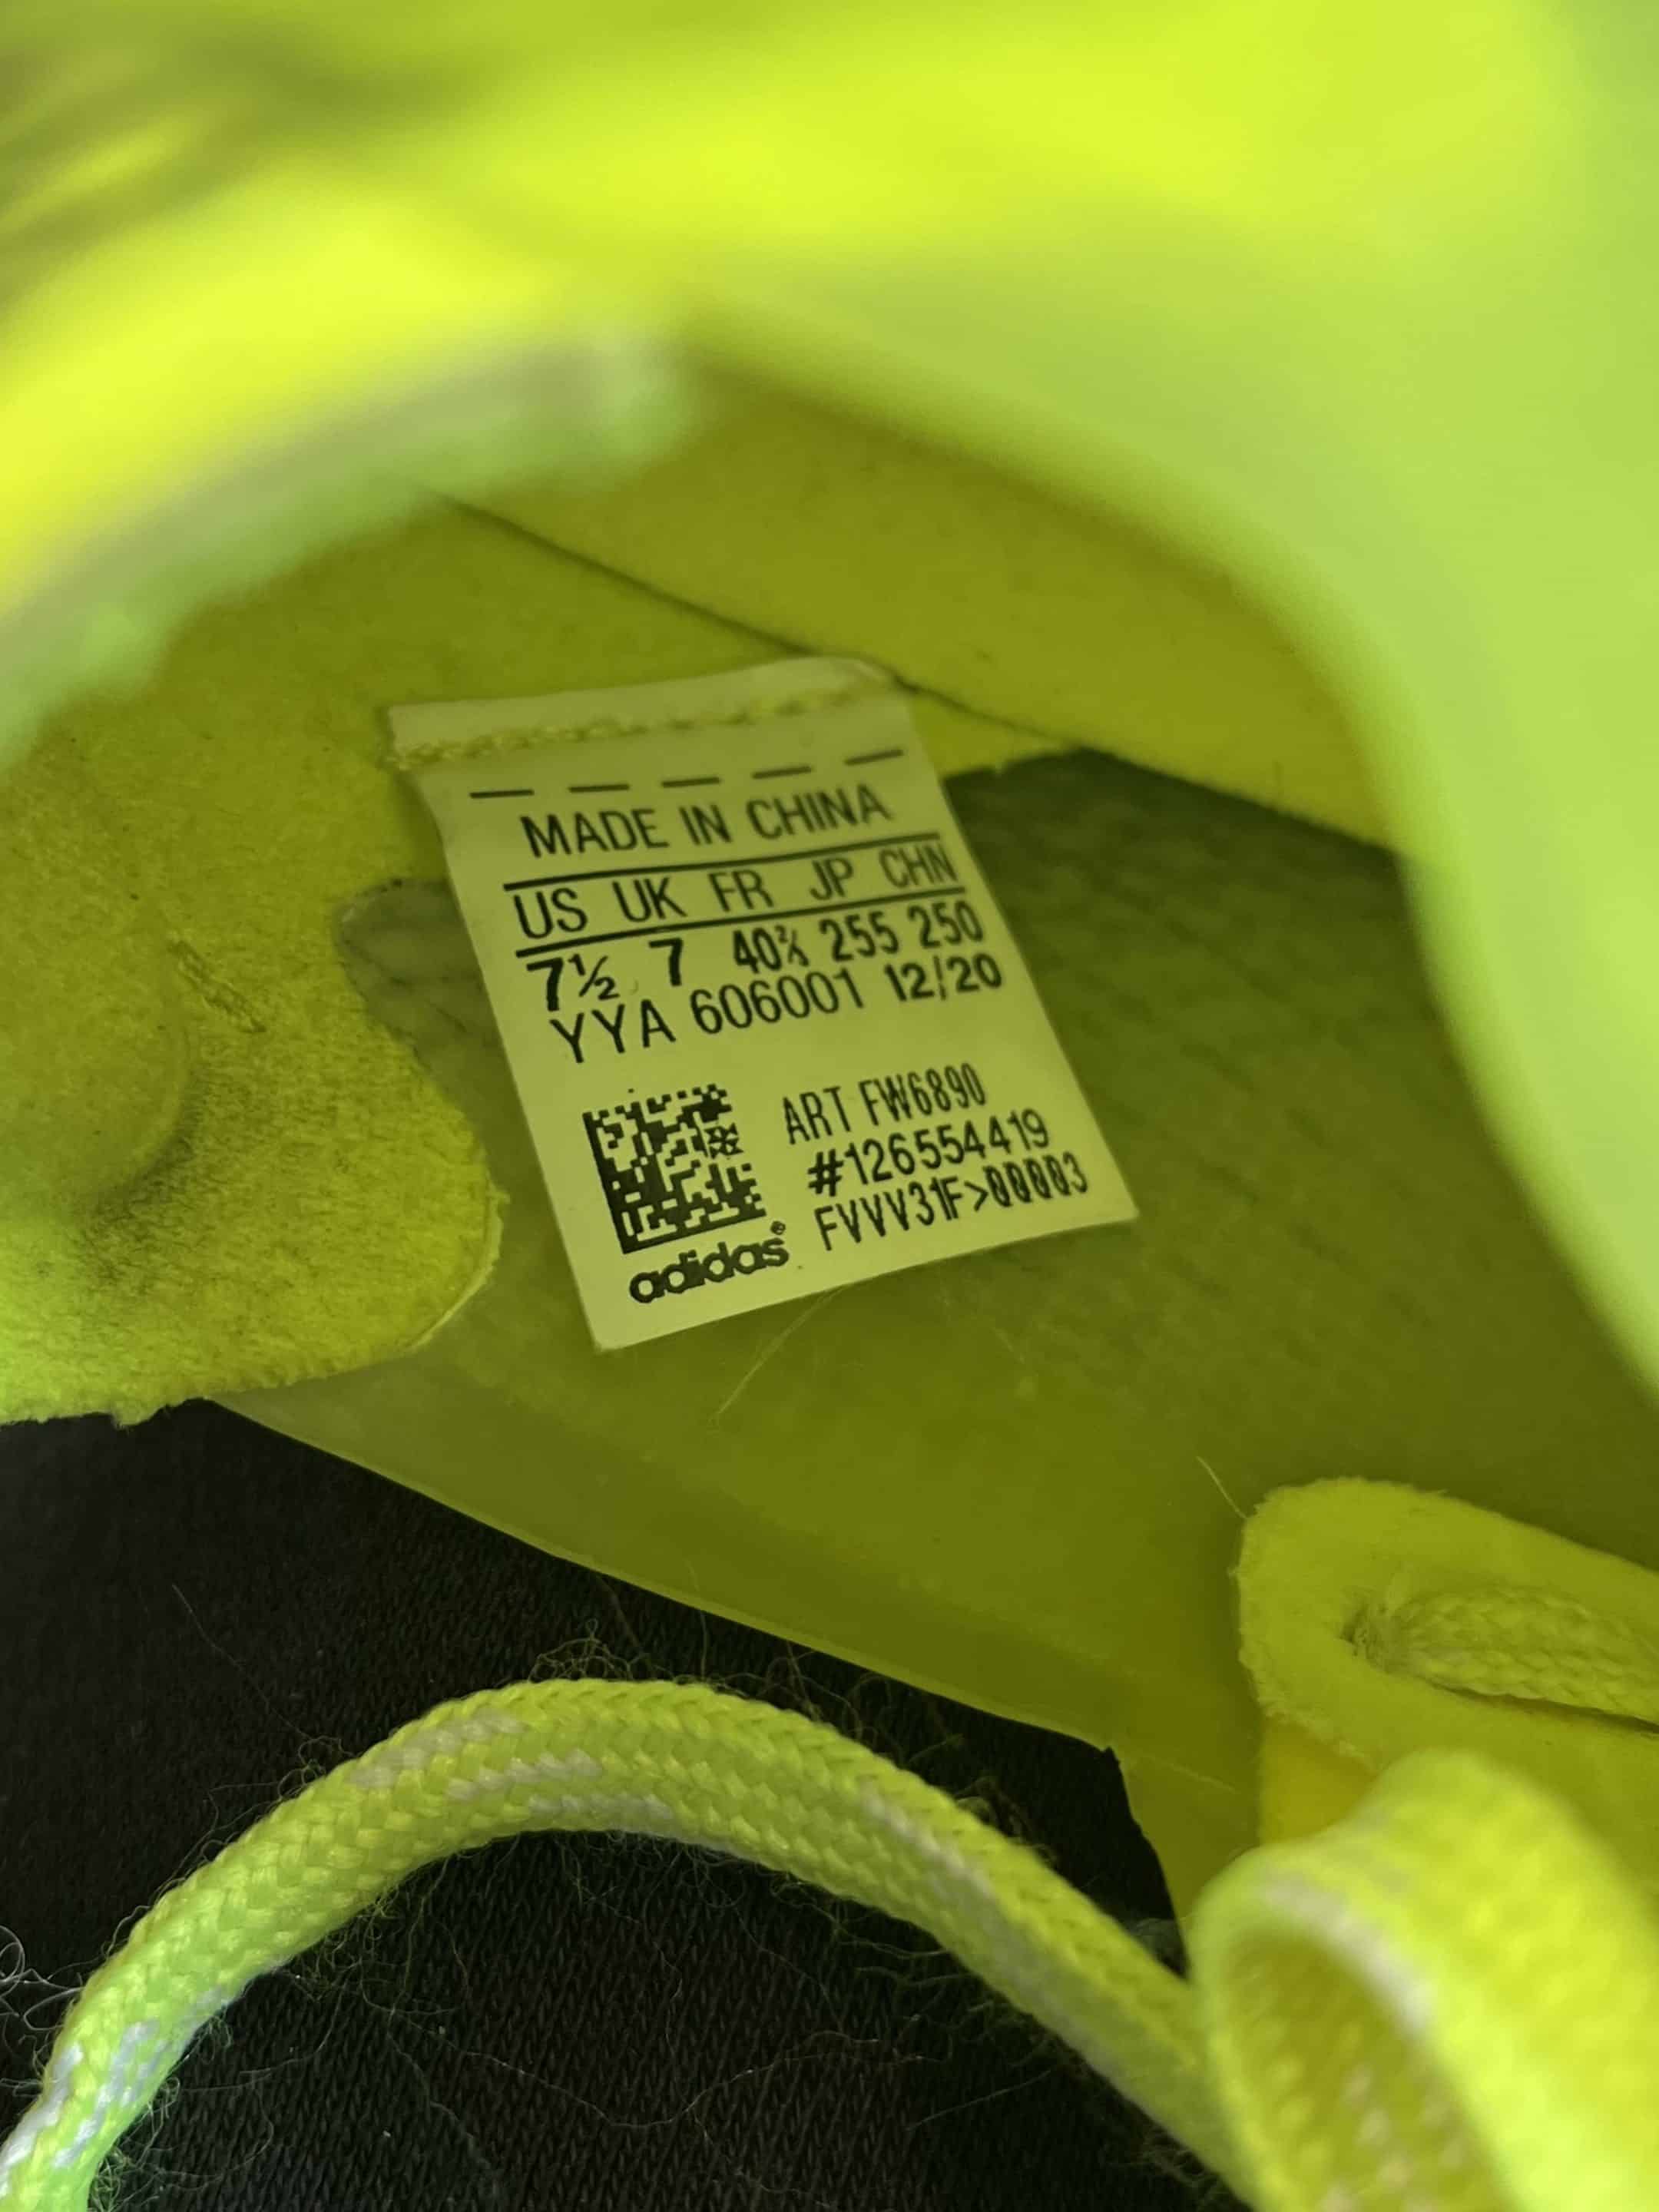 MADE IN CHINA
US UK FR JP CHN
7½ 7 40⅔ 255 250
YYA 606001 12/20
ART FW6890
#126554419
FVVV31F>00003
adidas®